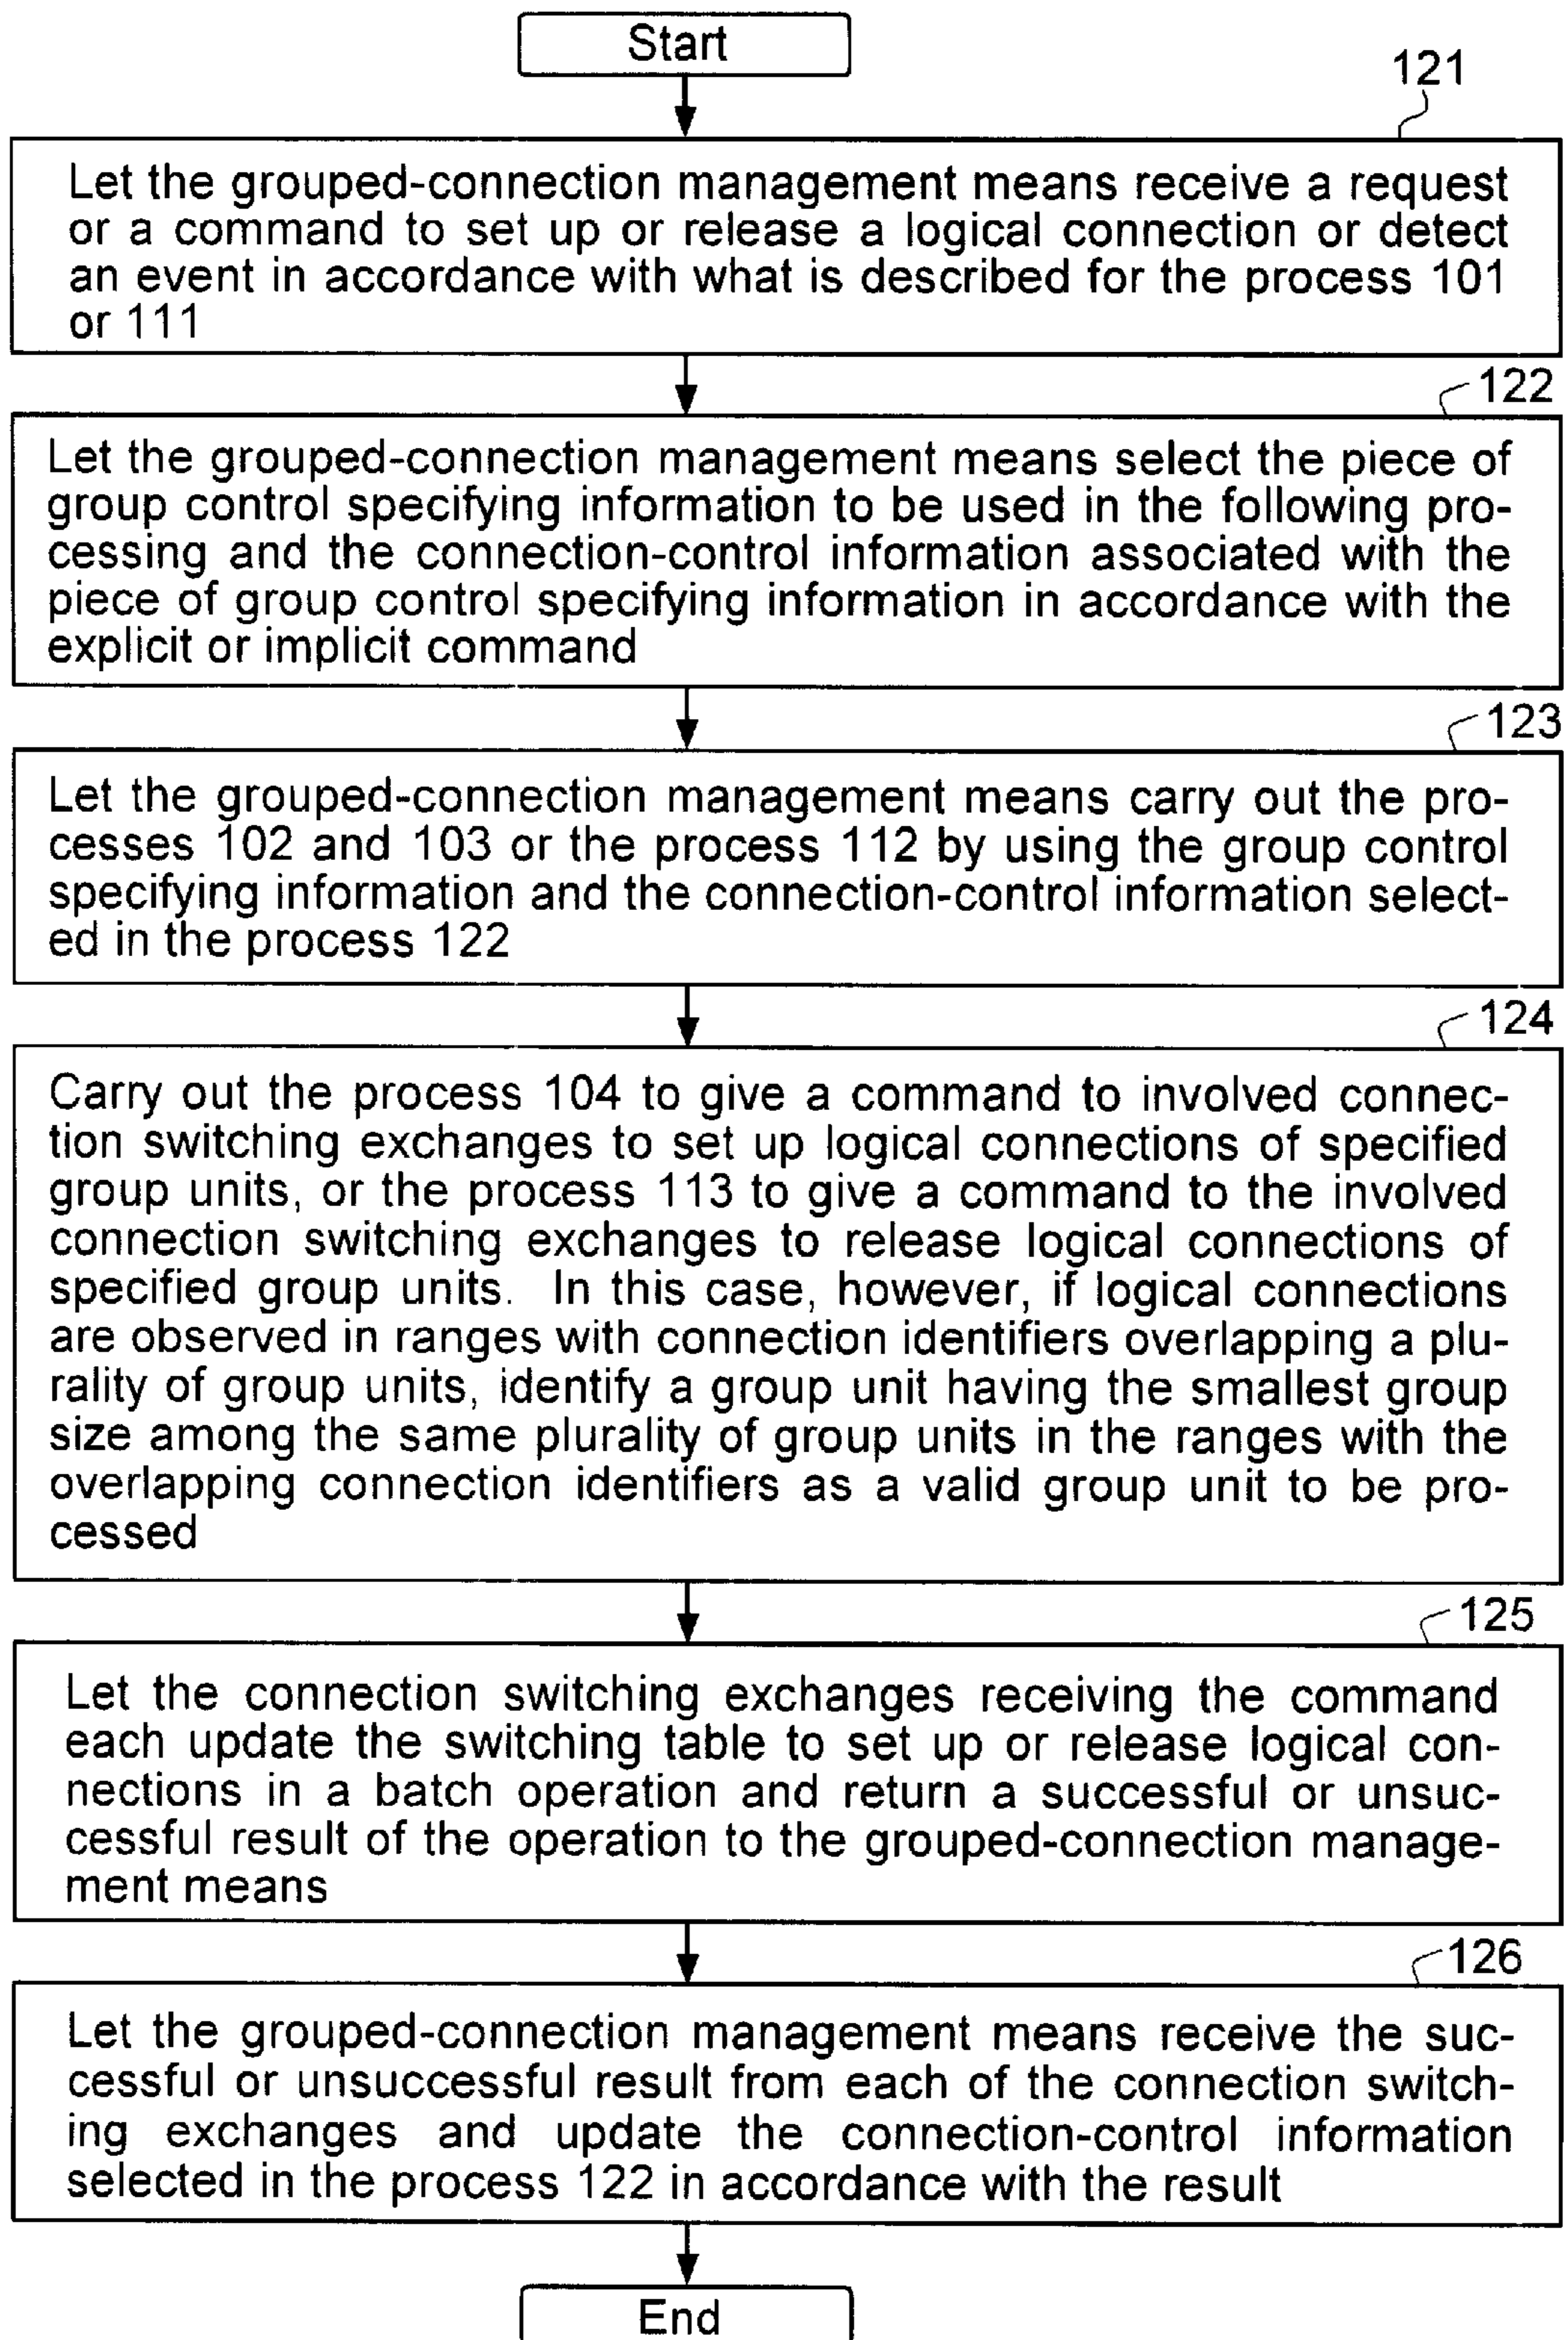 Start
121
Let the grouped-connection management means receive a request
or a command to set up or release a logical connection or detect
an event in accordance with what is described for the process 101
or 111
122
Let the grouped-connection management means select the piece of
group control specifying information to be used in the following pro-
cessing and the connection-control information associated with the
piece of group control specifying information in accordance with the
explicit or implicit command
123
Let the grouped-connection management means carry out the pro-
cesses 102 and 103 or the process 112 by using the group control
specifying information and the connection-control information select-
ed in the process 122
124
Carry out the process 104 to give a command to involved connec-
tion switching exchanges to set up logical connections of specified
group units, or the process 113 to give a command to the involved
connection switching exchanges to release logical connections of
specified group units. In this case, however, if logical connections
are observed in ranges with connection identifiers overlapping a plu-
rality of group units, identify a group unit having the smallest group
size among the same plurality of group units in the ranges with the
overlapping connection identifiers as a valid group unit to be pro-
cessed
125
Let the connection switching exchanges receiving the command
each update the switching table to set up or release logical con-
nections in a batch operation and return a successful or unsuc-
cessful result of the operation to the grouped-connection manage-
ment means
126
Let the grouped-connection management means receive the suc-
cessful or unsuccessful result from each of the connection switch-
ing exchanges and update the connection-control information
selected in the process 122 in accordance with the result
End